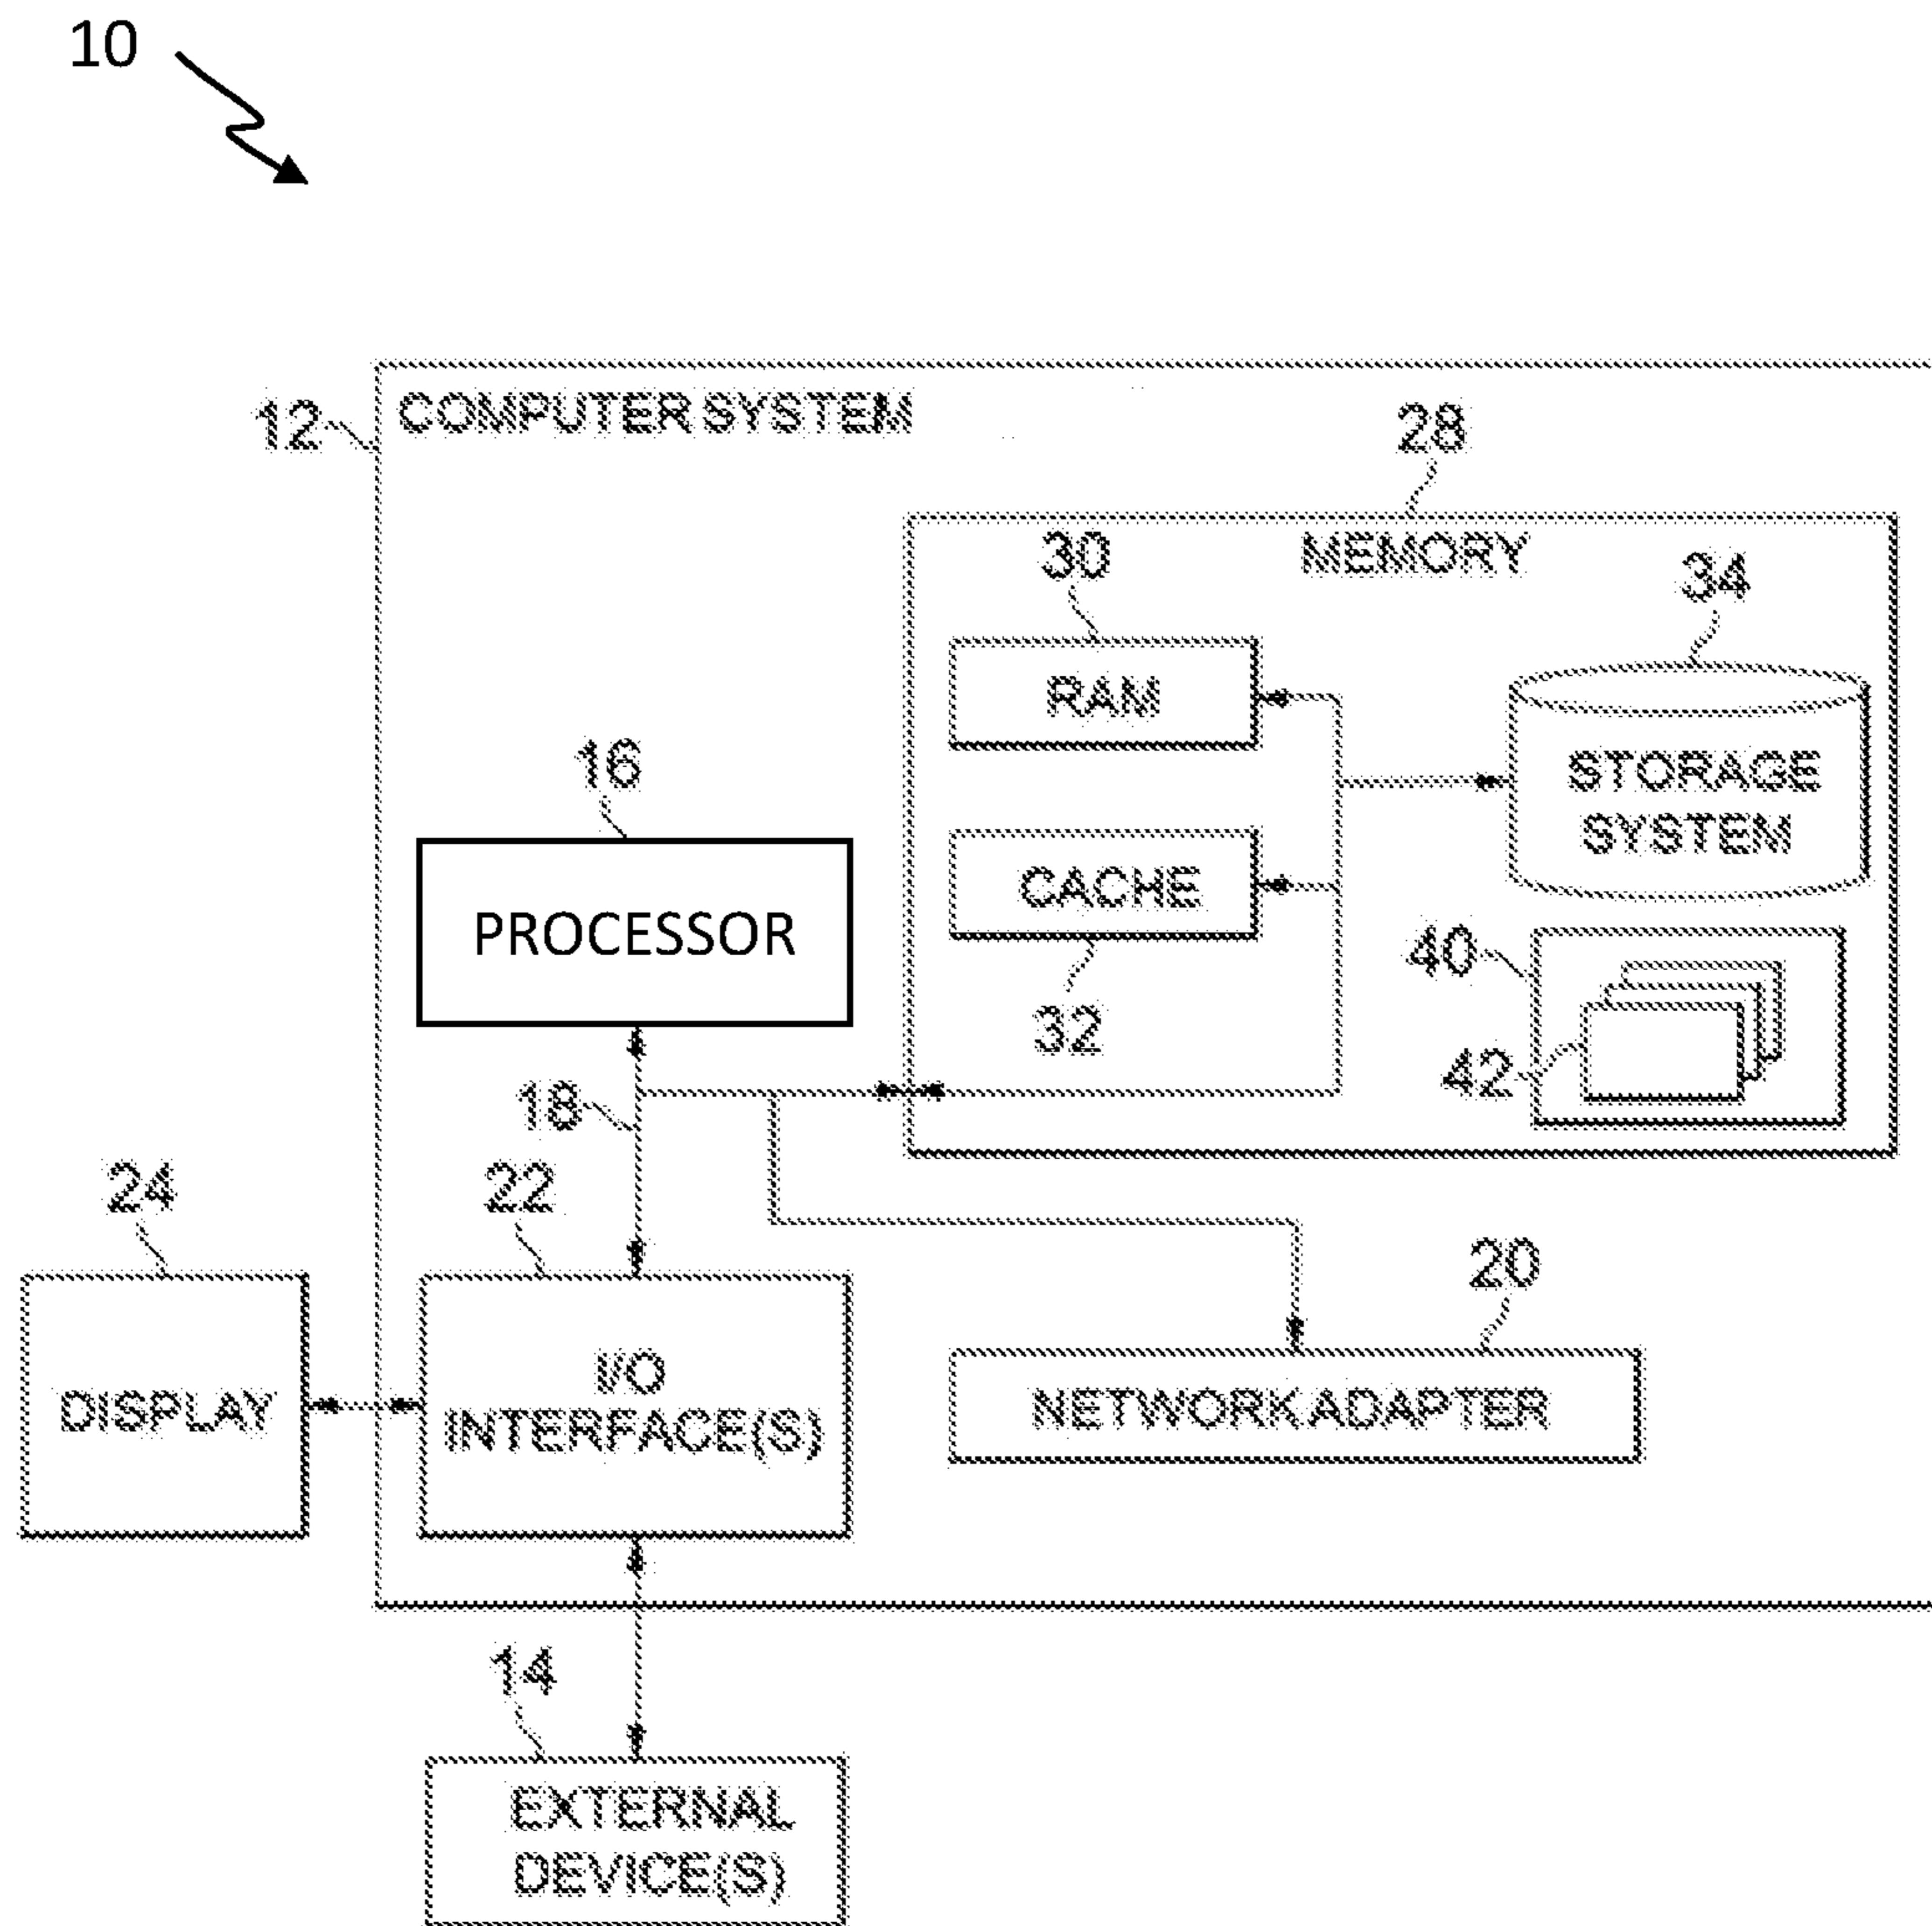 10
12
COMPUTER SYSTEM
28
MEMORY
30
34
RAM
16
STORAGE
SYSTEM
CACHE
PROCESSOR
40
32
42
18
24
22
20
I/O
INTERFACE(S)
DISPLAY
NETWORK ADAPTER
14
EXTERNAL
DEVICE(S)